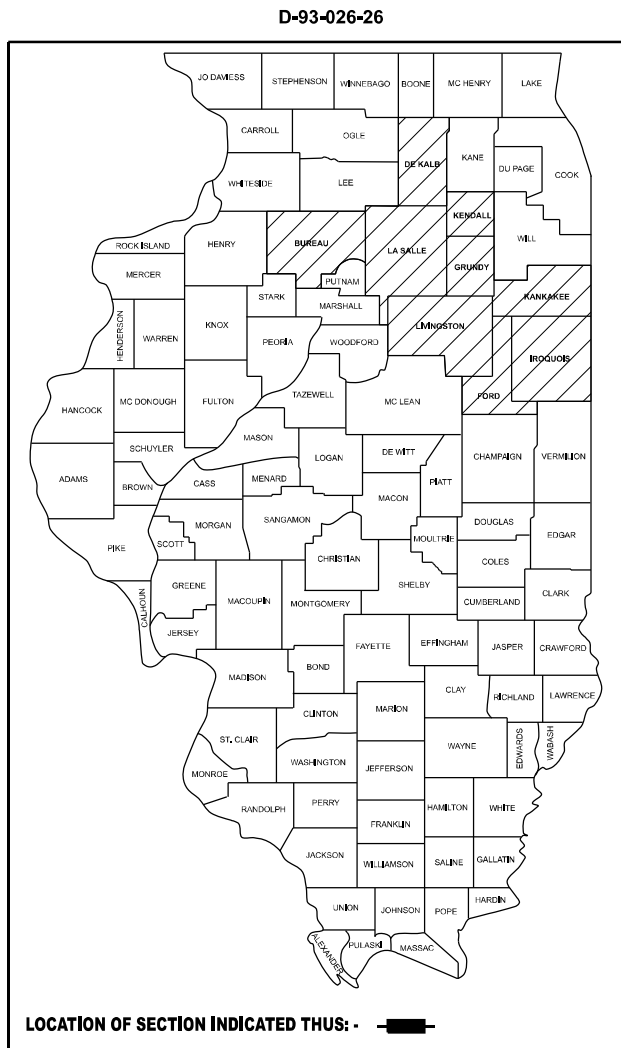 D-93-026-26
JO DAVIESS
STEPHENSON
WINNEBAGO
BOONE
MC HENRY
LAKE
CARROLL
OGLE
DE KALB
KANE
DU PAGE
COOK
WHITESIDE
LEE
KENDALL
WILL
ROCK ISLAND
HENRY
BUREAU
LA SALLE
GRUNDY
MERCER
PUTNAM
KANKAKEE
STARK
MARSHALL
HENDERSON
WARREN
KNOX
PEORIA
WOODFORD
LIVINGSTON
IROQUOIS
FORD
HANCOCK
MC DONOUGH
FULTON
TAZEWELL
MC LEAN
MASON
SCHUYLER
LOGAN
DE WITT
CHAMPAIGN
VERMILION
ADAMS
BROWN
CASS
MENARD
PIATT
MACON
SANGAMON
MORGAN
DOUGLAS
EDGAR
PIKE
SCOTT
CHRISTIAN
MOULTRIE
COLES
SHELBY
CALHOUN
GREENE
MACOUPIN
MONTGOMERY
CUMBERLAND
CLARK
JERSEY
FAYETTE
EFFINGHAM
JASPER
CRAWFORD
MADISON
BOND
CLAY
RICHLAND
LAWRENCE
CLINTON
MARION
ST. CLAIR
WAYNE
EDWARDS
WABASH
WASHINGTON
JEFFERSON
MONROE
RANDOLPH
PERRY
HAMILTON
WHITE
FRANKLIN
JACKSON
WILLIAMSON
SALINE
GALLATIN
UNION
JOHNSON
POPE
HARDIN
ALEXANDER
PULASKI
MASSAC
LOCATION OF SECTION INDICATED THUS: -